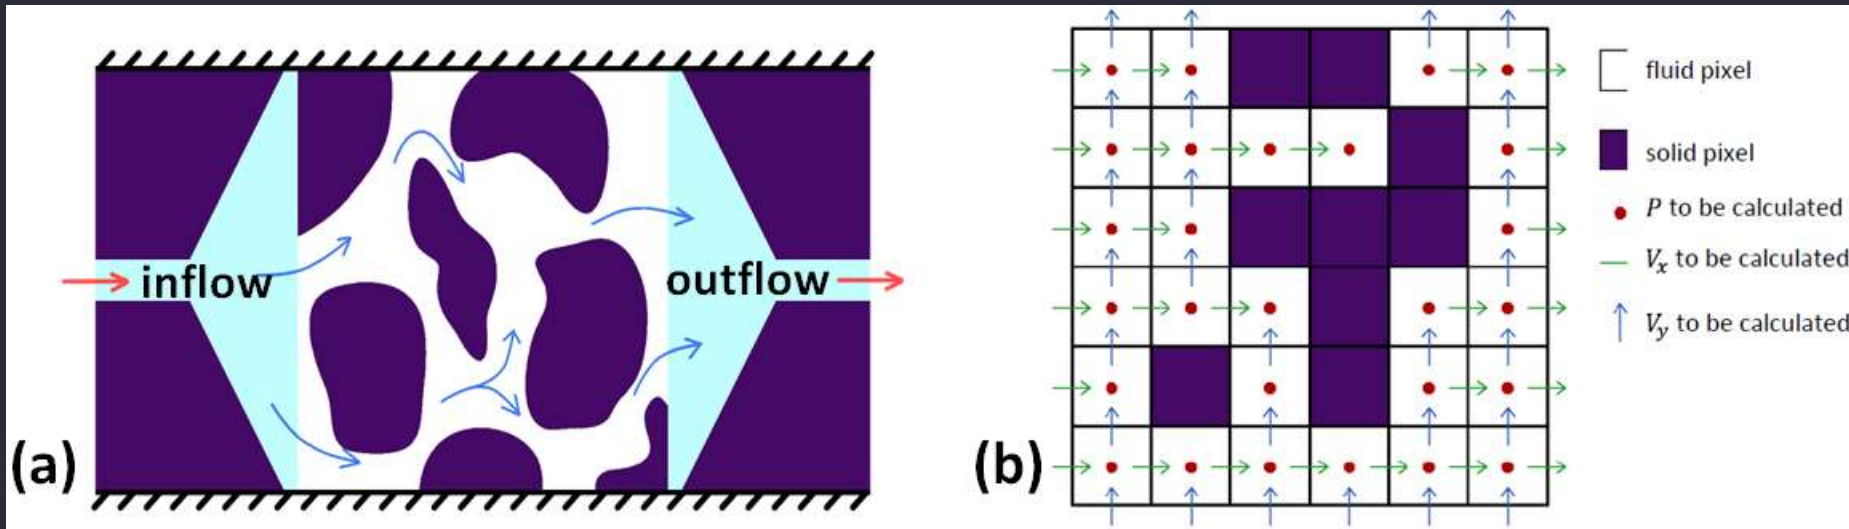 inflow
outflow
(a)
(b)
fluid pixel
solid pixel
P to be calculated
Vx to be calculated
Vy to be calculated